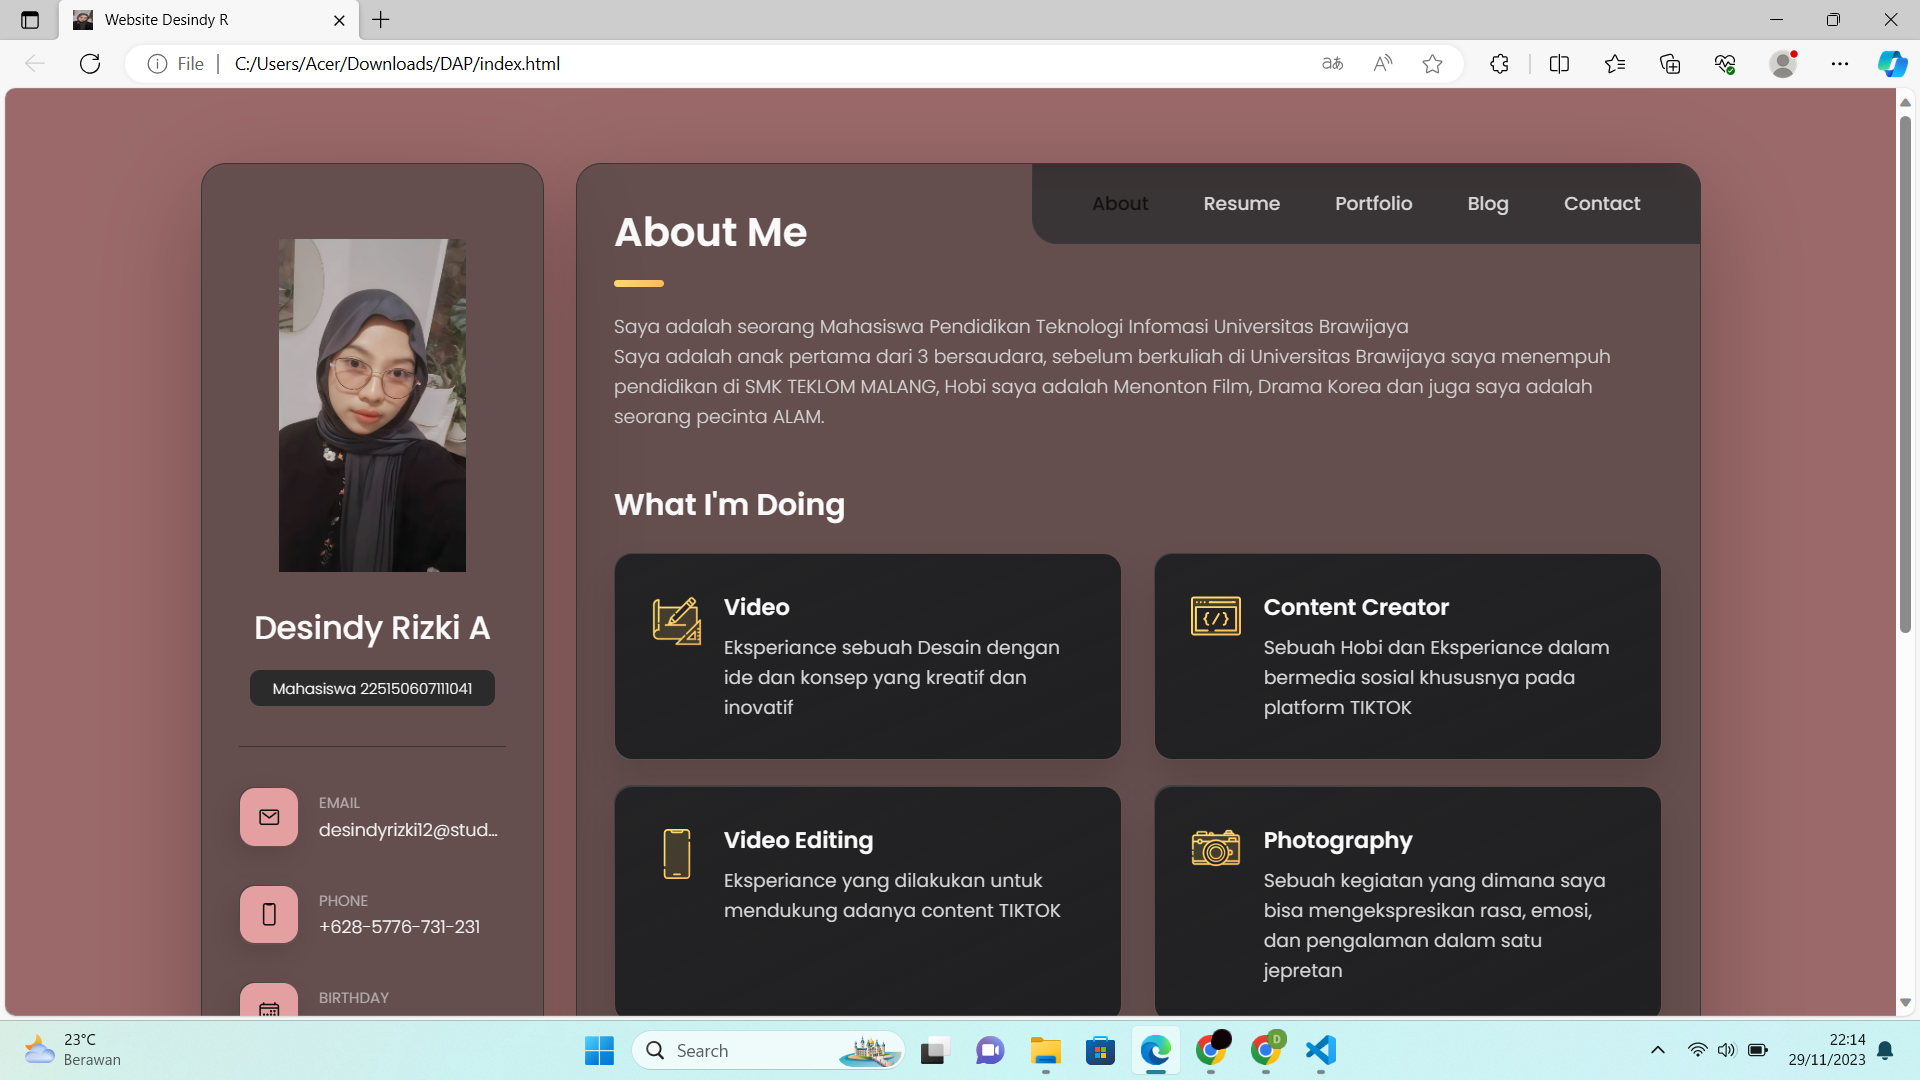 Website Desindy R
File
C:/Users/Acer/Downloads/DAP/index.html
About
Resume
Portfolio
Blog
Contact
About Me
Saya adalah seorang Mahasiswa Pendidikan Teknologi Infomasi Universitas Brawijaya
Saya adalah anak pertama dari 3 bersaudara, sebelum berkuliah di Universitas Brawijaya saya menempuh
pendidikan di SMK TEKLOM MALANG, Hobi saya adalah Menonton Film, Drama Korea dan juga saya adalah
seorang pecinta ALAM.
Desindy Rizki A
Mahasiswa 225150607111041
EMAIL
desindyrizki12@stud...
PHONE
+628-5776-731-231
BIRTHDAY
What I'm Doing
Video
Eksperiance sebuah Desain dengan
ide dan konsep yang kreatif dan
inovatif
Content Creator
Sebuah Hobi dan Eksperiance dalam
bermedia sosial khususnya pada
platform TIKTOK
Video Editing
Eksperiance yang dilakukan untuk
mendukung adanya content TIKTOK
Photography
Sebuah kegiatan yang dimana saya
bisa mengekspresikan rasa, emosi,
dan pengalaman dalam satu
jepretan
23°C
Berawan
Search
D
22:14
29/11/2023